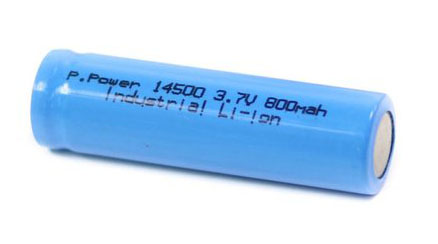 P.Power 14500 3.7V 800mah
Industrial Li-ion